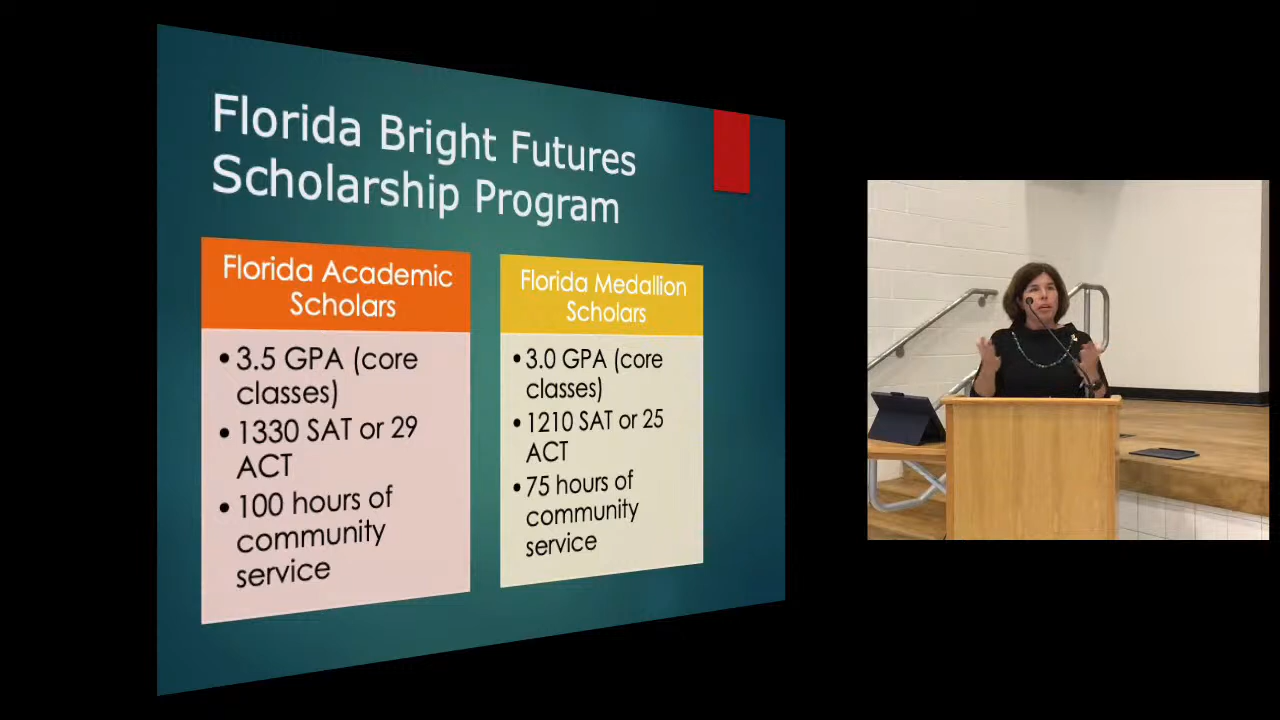 Florida Bright Futures
Scholarship Program
Florida Academic
Scholars
• 3.5 GPA (core
classes)
• 1330 SAT or 29
ACT
• 100 hours of
community
service
Florida Medallion
Scholars
• 3.0 GPA (core
classes)
• 1210 SAT or 25
ACT
• 75 hours of
community
service